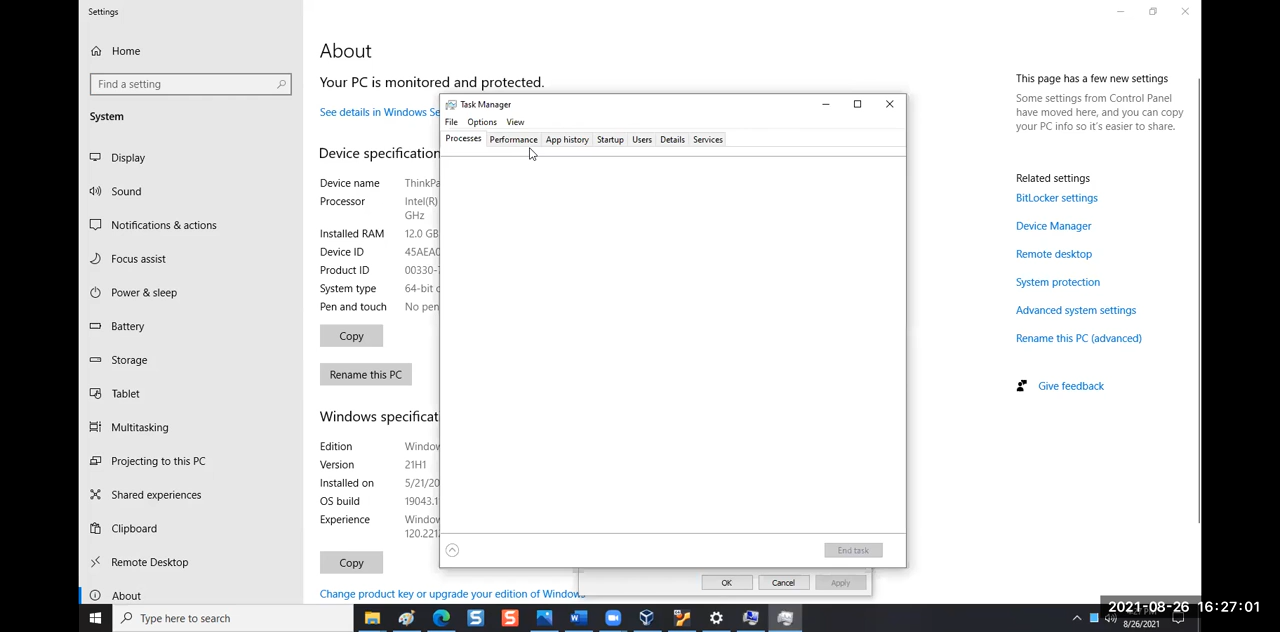 Settings
Home
Find a setting
System
Display
Sound
Notifications & actions
Focus assist
Power & sleep
Battery
Storage
Tablet
Multitasking
Projecting to this PC
Shared experiences
Clipboard
Remote Desktop
About
About
Your PC is monitored and protected.
See details in Windows Se
Device specification
Device name ThinkPa
Processor Intel(R)
GHz
Installed RAM 12.0 GB
Device ID 45AEA0
Product ID 00330-
System type 64-bit o
Pen and touch No pen
Copy
Rename this PC
Windows specificat
Edition Window
Version 21H1
Installed on 5/21/20
OS build 19043.1
Experience Window
120.221
Copy
Change product key or upgrade your edition of Windows
Task Manager
File Options View
Processes Performance App history Startup Users Details Services
End task
OK Cancel Apply
This page has a few new settings
Some settings from Control Panel
have moved here, and you can copy
your PC info so it's easier to share.
Related settings
BitLocker settings
Device Manager
Remote desktop
System protection
Advanced system settings
Rename this PC (advanced)
Give feedback
Type here to search
2021-08-26 16:27:01
8/26/2021